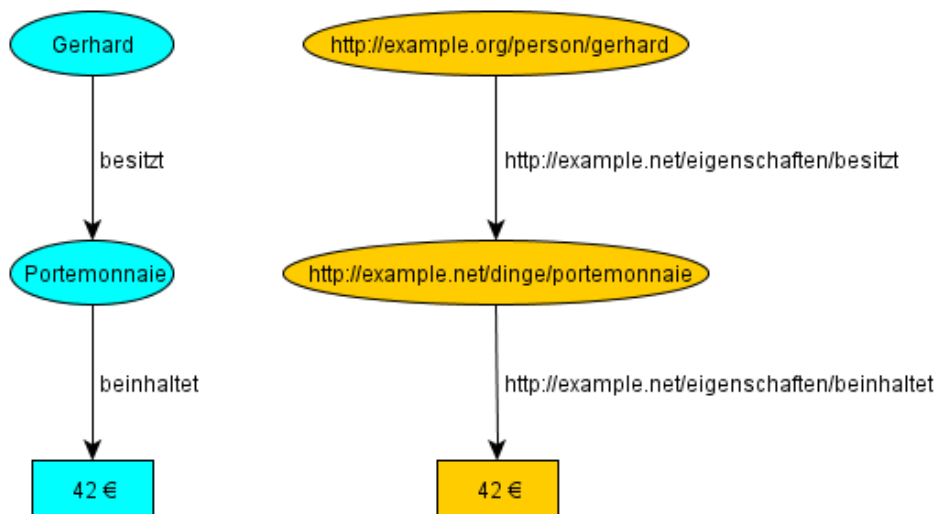 Gerhard
http://example.org/person/gerhard
besitzt
http://example.net/eigenschaften/besitzt
Portemonnaie
http://example.net/dinge/portemonnaie
beinhaltet
http://example.net/eigenschaften/beinhaltet
42 €
42 €